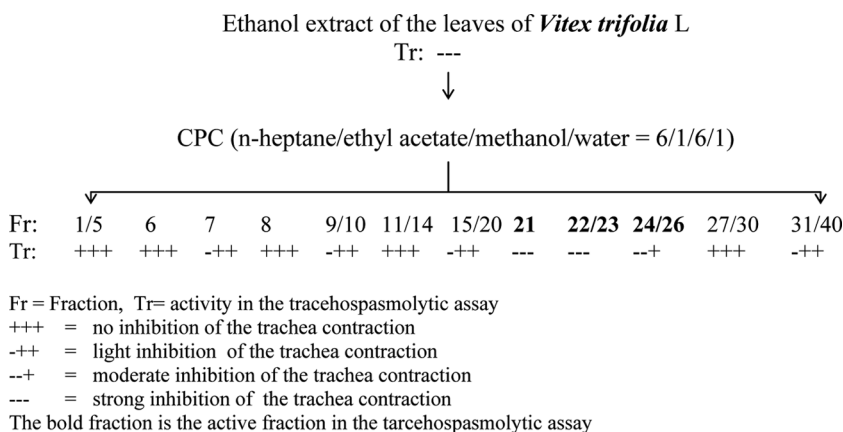 Ethanol extract of the leaves of Vitex trifolia L
Tr: ---
CPC (n-heptane/ethyl acetate/methanol/water = 6/1/6/1)
Fr: 1/5 6 7 8 9/10 11/14 15/20 21 22/23 24/26 27/30 31/40
Tr: +++ +++ -++ +++ -++ +++ -++ --- --- --+ +++ -++
Fr = Fraction, Tr= activity in the tracehospasmolytic assay
+++ = no inhibition of the trachea contraction
-++ = light inhibition of the trachea contraction
--+ = moderate inhibition of the trachea contraction
--- = strong inhibition of the trachea contraction
The bold fraction is the active fraction in the tarcehospasmolytic assay